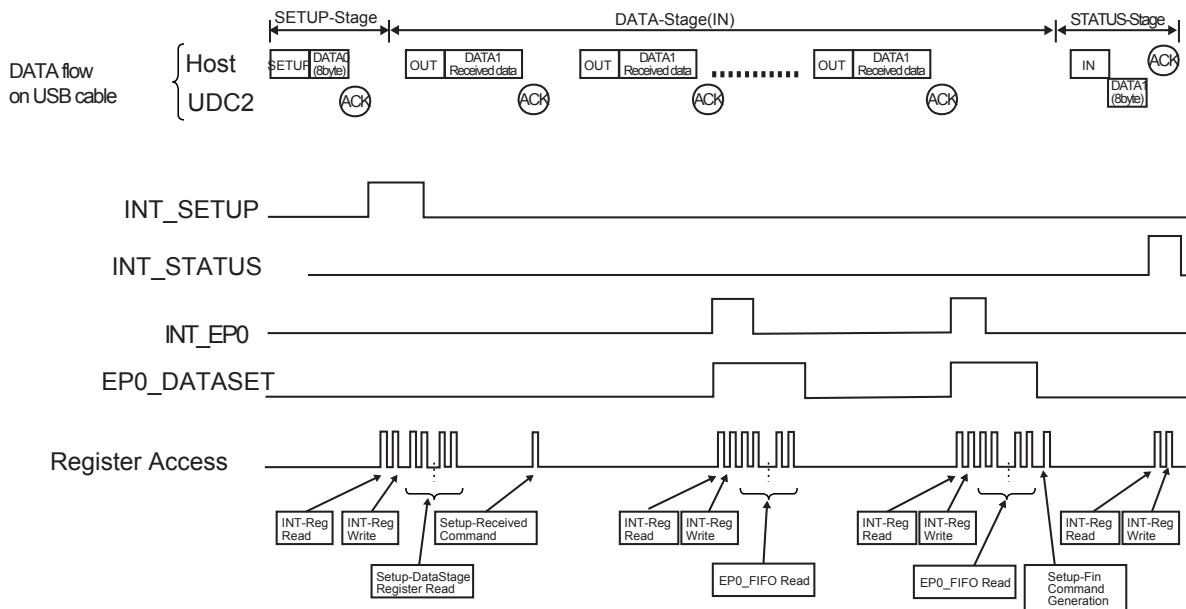 SETUP-Stage
DATA-Stage(IN)
STATUS-Stage
DATA flow
on USB cable
Host
UDC2
SETUP
DATA0
(8byte)
ACK
OUT
DATA1
Received data
ACK
OUT
DATA1
Received data
ACK
OUT
DATA1
Received data
ACK
IN
DATA1
(8byte)
ACK
INT_SETUP
INT_STATUS
INT_EP0
EP0_DATASET
Register Access
INT-Reg
Read
INT-Reg
Write
Setup-DataStage
Register Read
Setup-Received
Command
INT-Reg
Read
INT-Reg
Write
EP0_FIFO Read
INT-Reg
Read
INT-Reg
Write
EP0_FIFO Read
Setup-Fin
Command
Generation
INT-Reg
Read
INT-Reg
Write